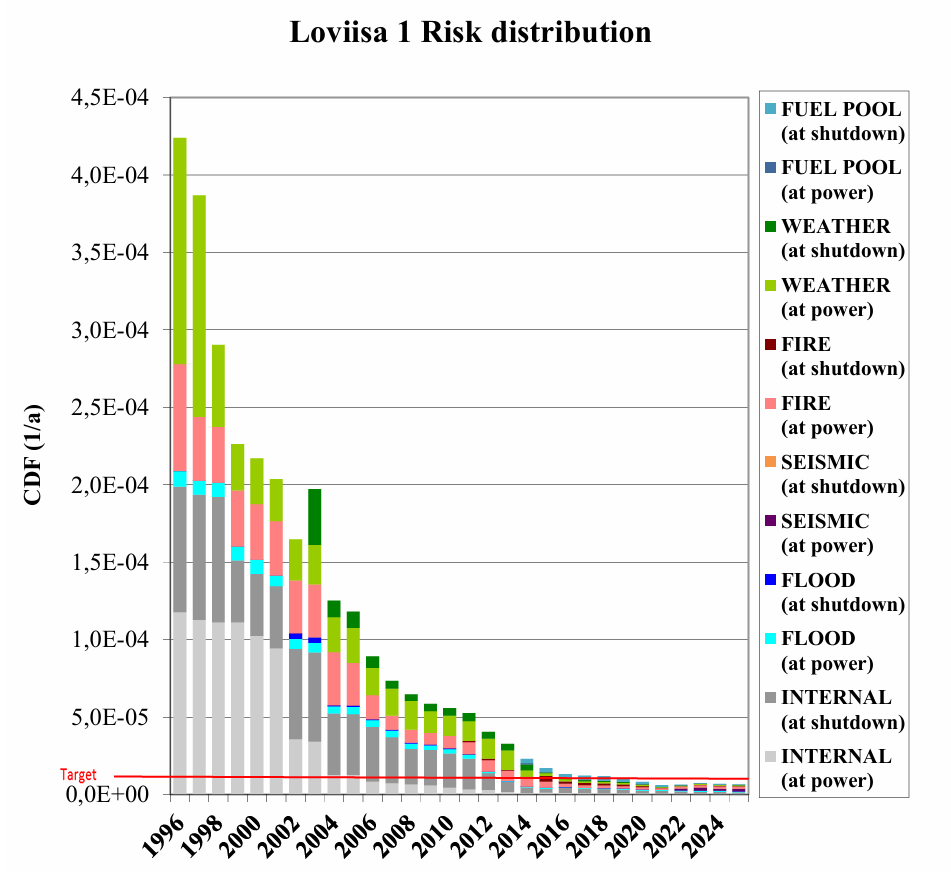 Loviisa 1 Risk distribution
4,5E-04
4,0E-04
3,5E-04
3,0E-04
2,5E-04
2,0E-04
1,5E-04
1,0E-04
5,0E-05
0,0E+00
CDF (1/a)
Target
1996
1998
2000
2002
2004
2006
2008
2010
2012
2014
2016
2018
2020
2022
2024
FUEL POOL
(at shutdown)
FUEL POOL
(at power)
WEATHER
(at shutdown)
WEATHER
(at power)
FIRE
(at shutdown)
FIRE
(at power)
SEISMIC
(at shutdown)
SEISMIC
(at power)
FLOOD
(at shutdown)
FLOOD
(at power)
INTERNAL
(at shutdown)
INTERNAL
(at power)